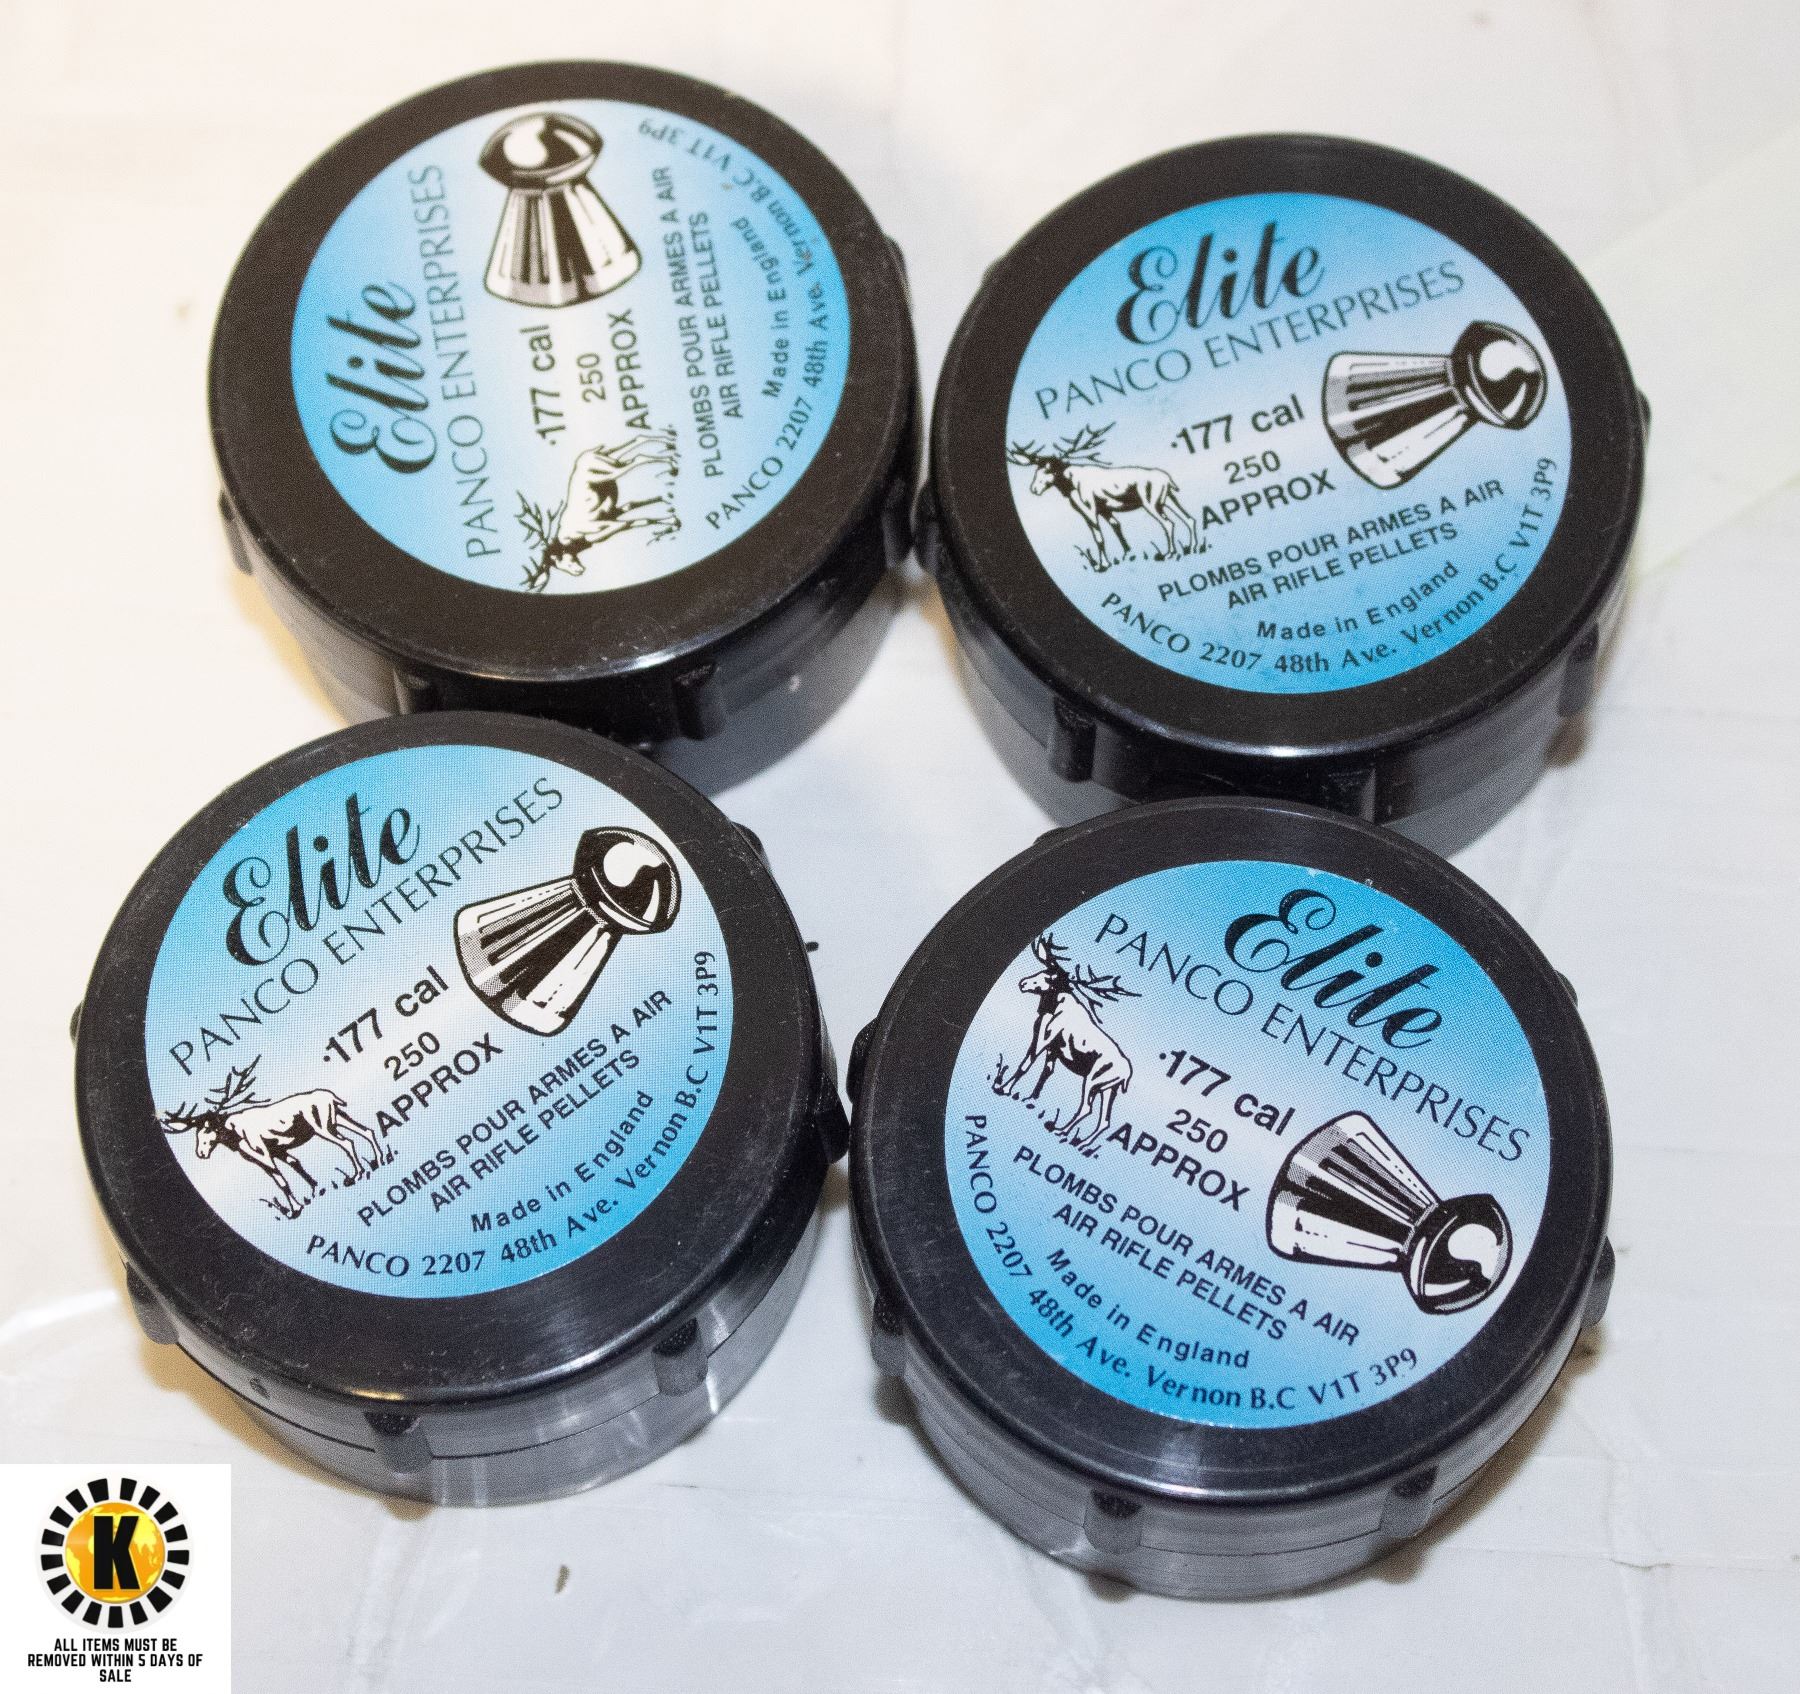 Elite
PANCO ENTERPRISES
.177 cal
250
APPROX
PLOMBS POUR ARMES A AIR
AIR RIFLE PELLETS
Made in England
PANCO 2207 48th Ave. Vernon B.C V1T 3P9
Elite
PANCO ENTERPRISES
.177 cal
250
APPROX
PLOMBS POUR ARMES A AIR
AIR RIFLE PELLETS
Made in England
PANCO 2207 48th Ave. Vernon B.C V1T 3P9
Elite
PANCO ENTERPRISES
.177 cal
250
APPROX
PLOMBS POUR ARMES A AIR
AIR RIFLE PELLETS
Made in England
PANCO 2207 48th Ave. Vernon B.C V1T 3P9
Elite
PANCO ENTERPRISES
.177 cal
250
APPROX
PLOMBS POUR ARMES A AIR
AIR RIFLE PELLETS
Made in England
PANCO 2207 48th Ave. Vernon B.C V1T 3P9
K
ALL ITEMS MUST BE
REMOVED WITHIN 5 DAYS OF
SALE